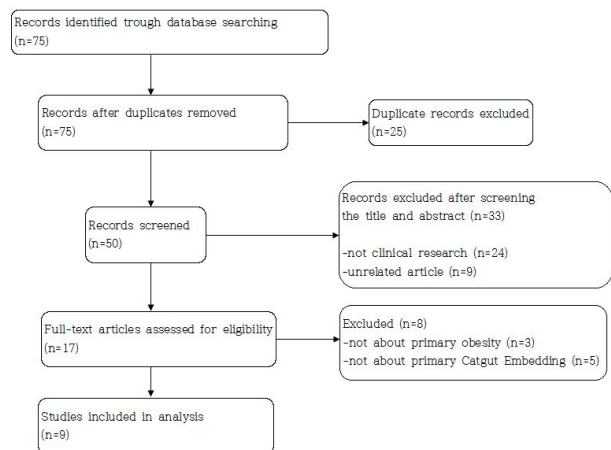 Records identified trough database searching
(n=75)
Records after duplicates removed
(n=75)
Duplicate records excluded
(n=25)
Records screened
(n=50)
Records excluded after screening
the title and abstract (n=33)
-not clinical research (n=24)
-unrelated article (n=9)
Full-text articles assessed for eligibility
(n=17)
Excluded (n=8)
-not about primary obesity (n=3)
-not about primary Catgut Embedding (n=5)
Studies included in analysis
(n=9)